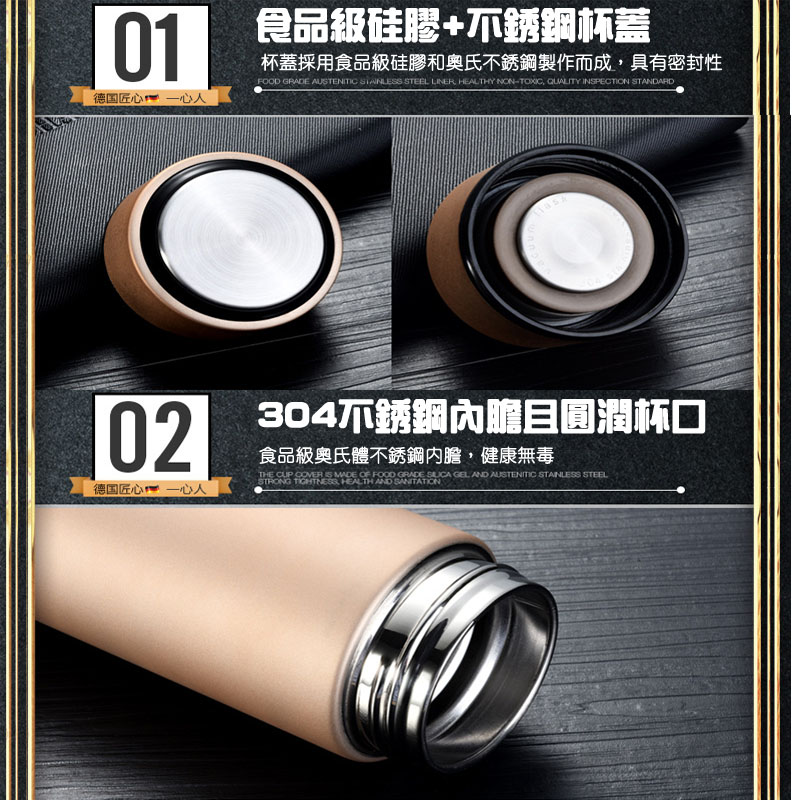 01
食品級硅膠+不銹鋼杯蓋
杯蓋採用食品級硅膠和奧氏不銹鋼製作而成，具有密封性
FOOD GRADE AUSTENITIC STAINLESS STEEL LINER, HEALTHY NON-TOXIC, QUALITY INSPECTION STANDARD
德国匠心 一心人
Vacuum flask
02
304不銹鋼內膽且圓潤杯口
食品級奧氏體不銹鋼內膽，健康無毒
THE CUP COVER IS MADE OF FOOD GRADE SILICA GEL AND AUSTENITIC STAINLESS STEEL
STRONG TIGHTNESS, HEALTH AND SANITATION
德国匠心 一心人